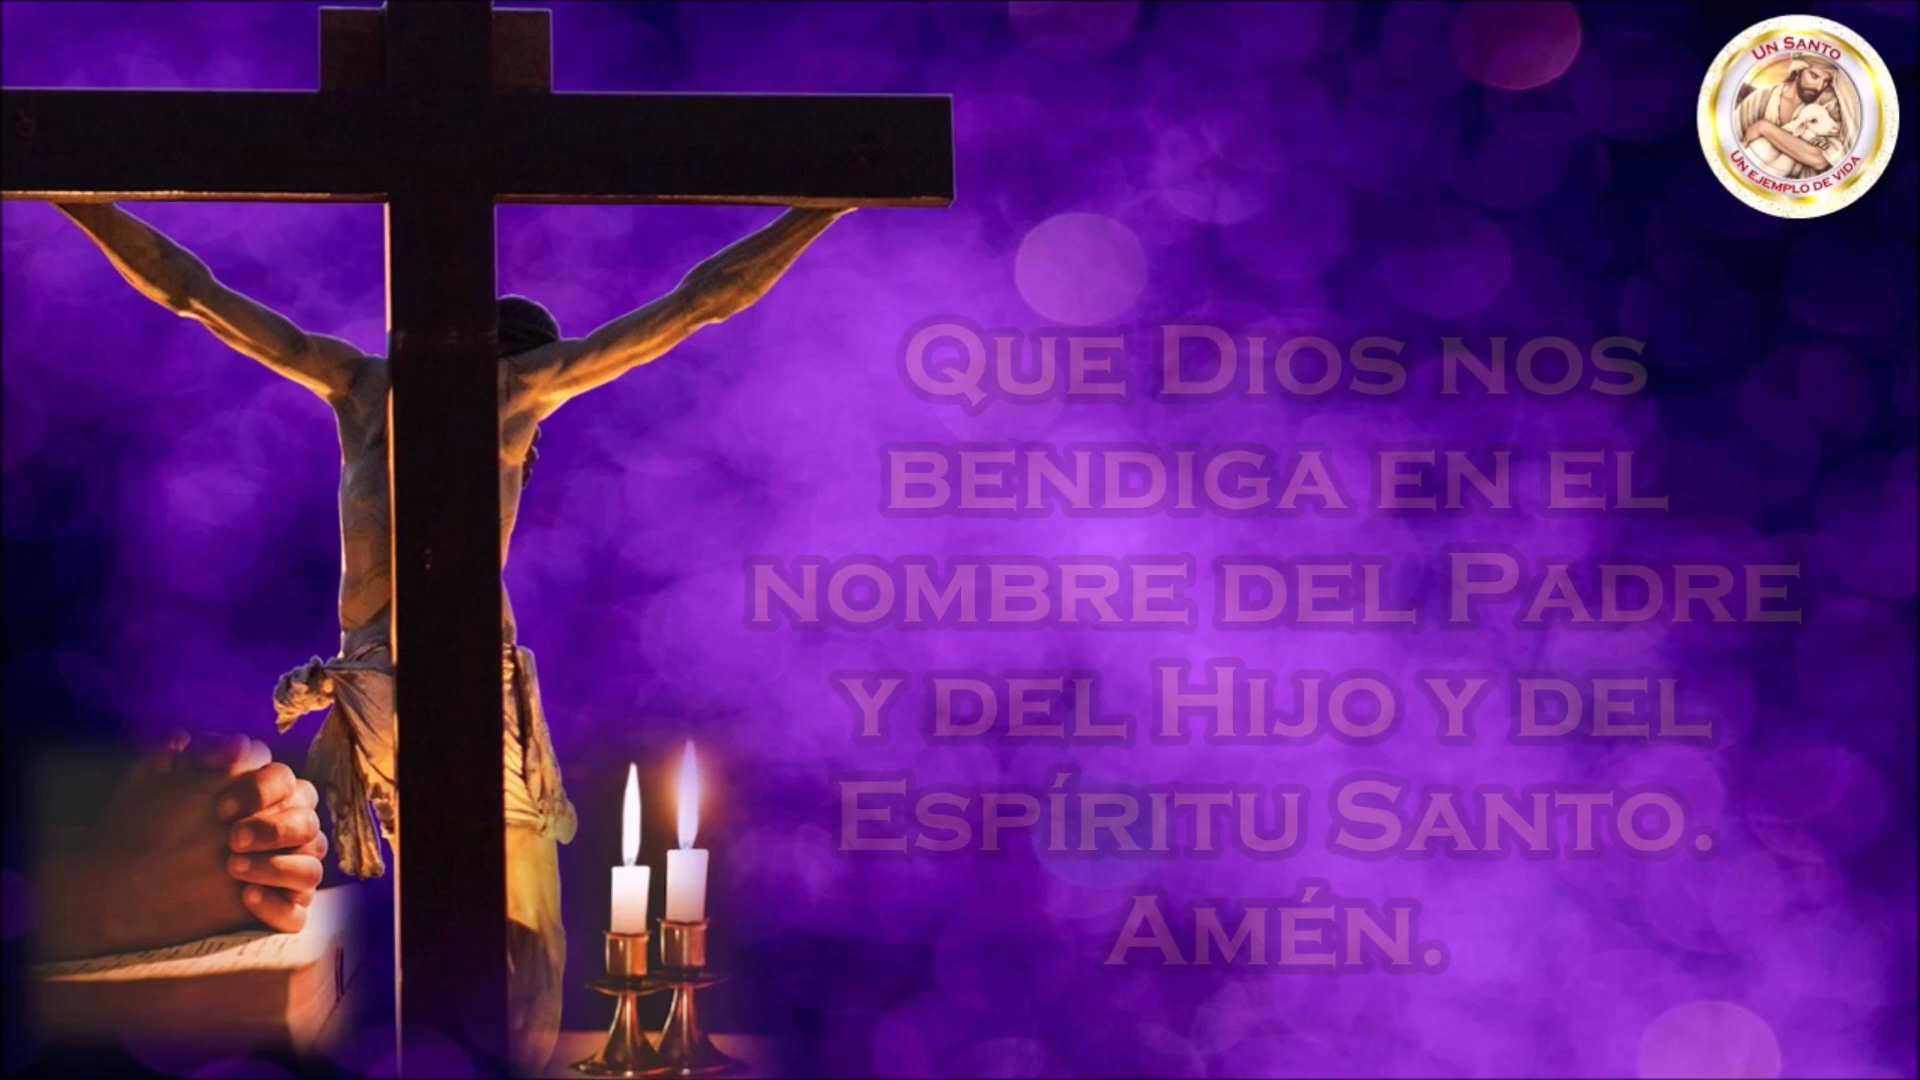 Un Santo
Un ejemplo de vida
Que Dios nos
bendiga en el
nombre del Padre
y del Hijo y del
Espíritu Santo.
Amén.